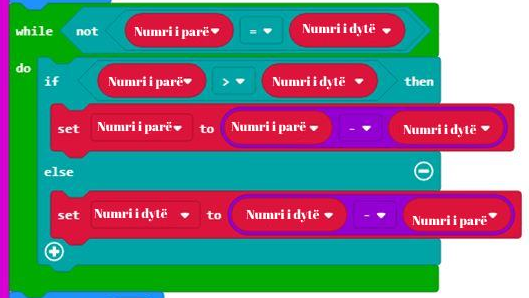 while not Numri i parë = Numri i dytë
do
if Numri i parë > Numri i dytë then
set Numri i parë to Numri i parë - Numri i dytë
else
set Numri i dytë to Numri i dytë - Numri i parë